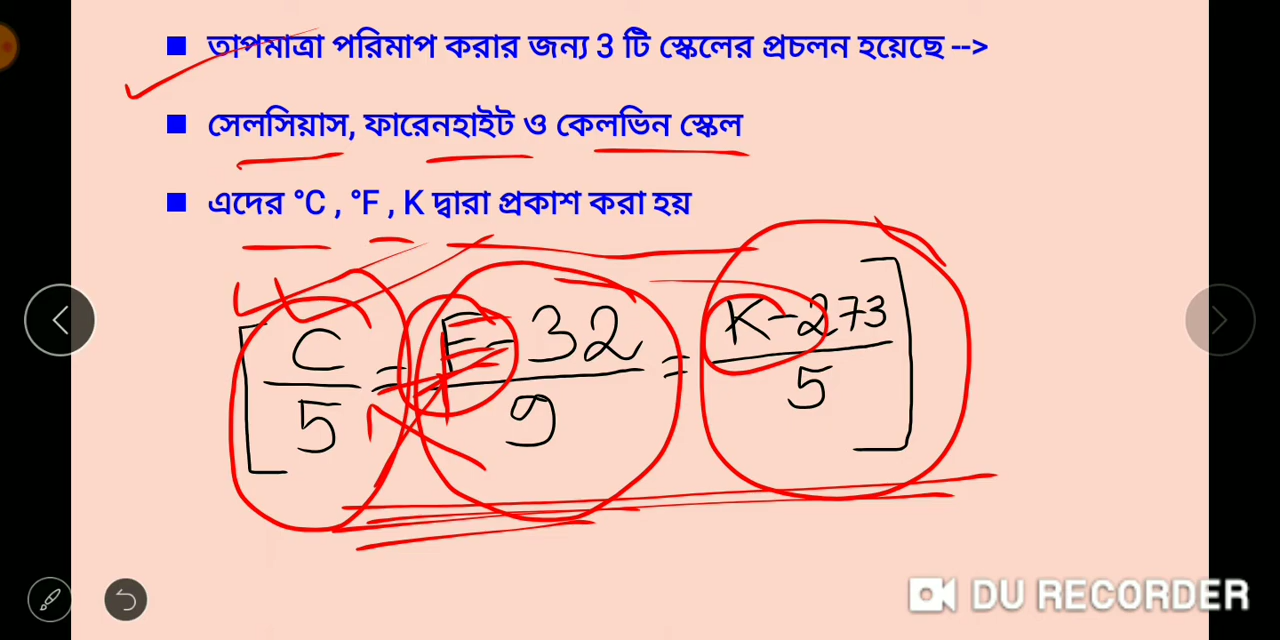 ■ তাপমাত্রা পরিমাপ করার জন্য 3 টি স্কেলের প্রচলন হয়েছে -->
■ সেলসিয়াস, ফারেনহাইট ও কেলভিন স্কেল
■ এদের °C , °F , K দ্বারা প্রকাশ করা হয়
[C/5 = F-32/9 = K-273/5]
DU RECORDER